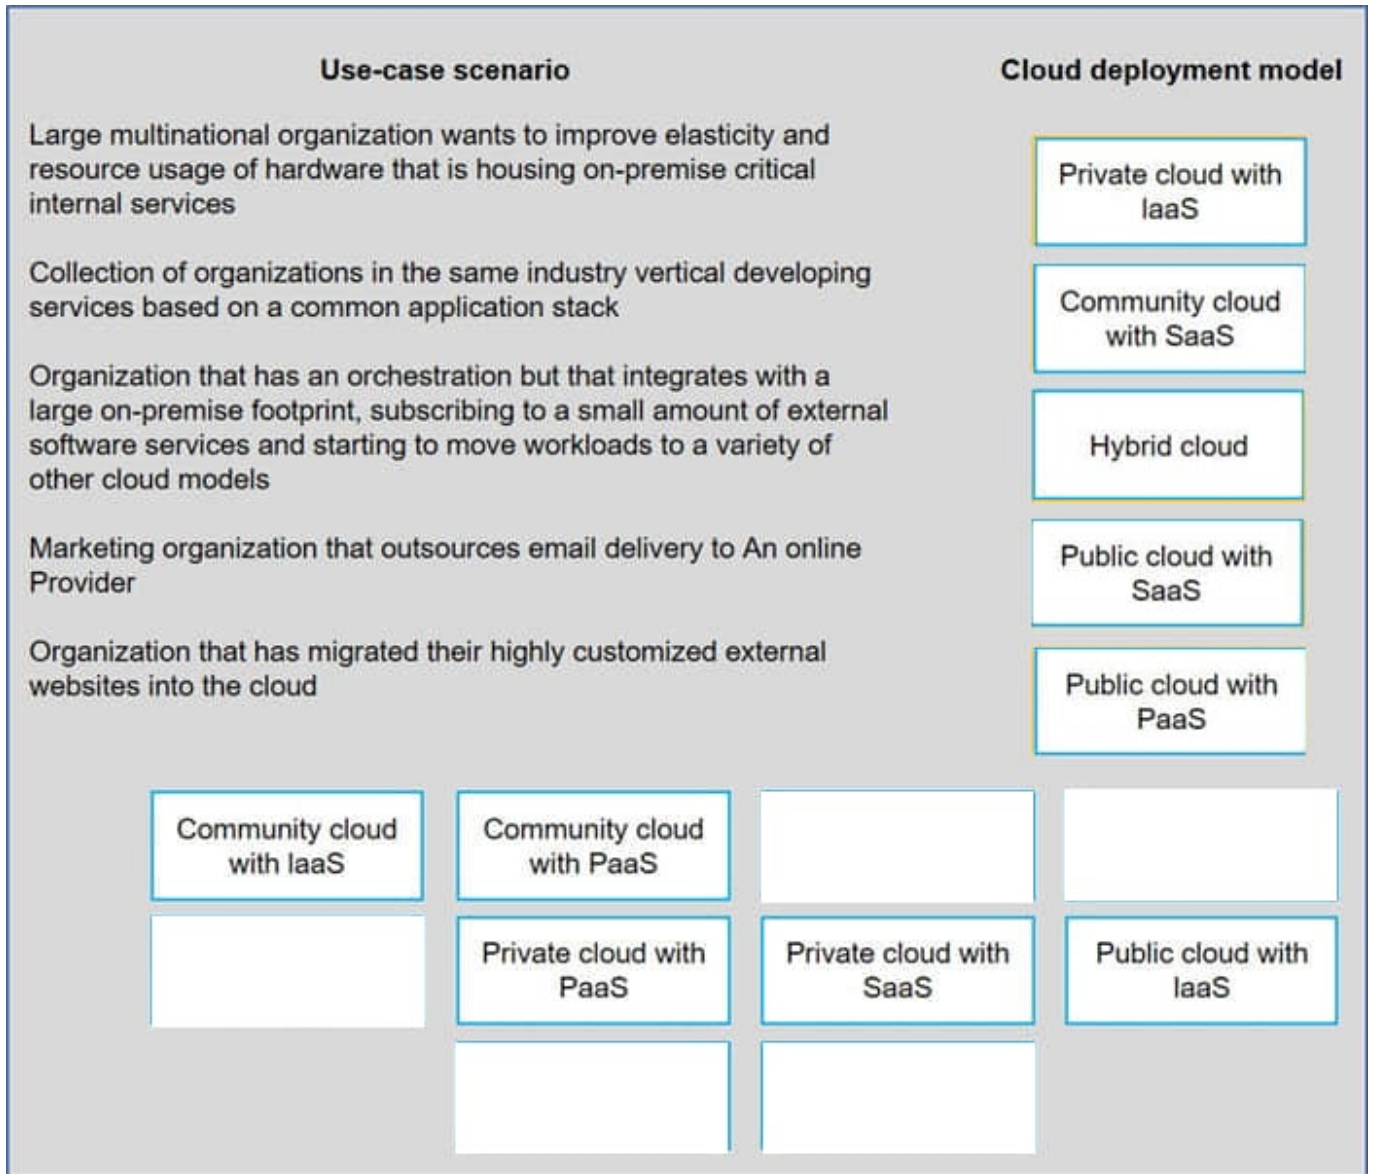 Use-case scenario
Cloud deployment model
Large multinational organization wants to improve elasticity and
resource usage of hardware that is housing on-premise critical
internal services
Private cloud with
IaaS
Collection of organizations in the same industry vertical developing
services based on a common application stack
Community cloud
with SaaS
Organization that has an orchestration but that integrates with a
large on-premise footprint, subscribing to a small amount of external
software services and starting to move workloads to a variety of
other cloud models
Hybrid cloud
Marketing organization that outsources email delivery to An online
Provider
Public cloud with
SaaS
Organization that has migrated their highly customized external
websites into the cloud
Public cloud with
PaaS
Community cloud
with IaaS
Community cloud
with PaaS
Private cloud with
PaaS
Private cloud with
SaaS
Public cloud with
IaaS